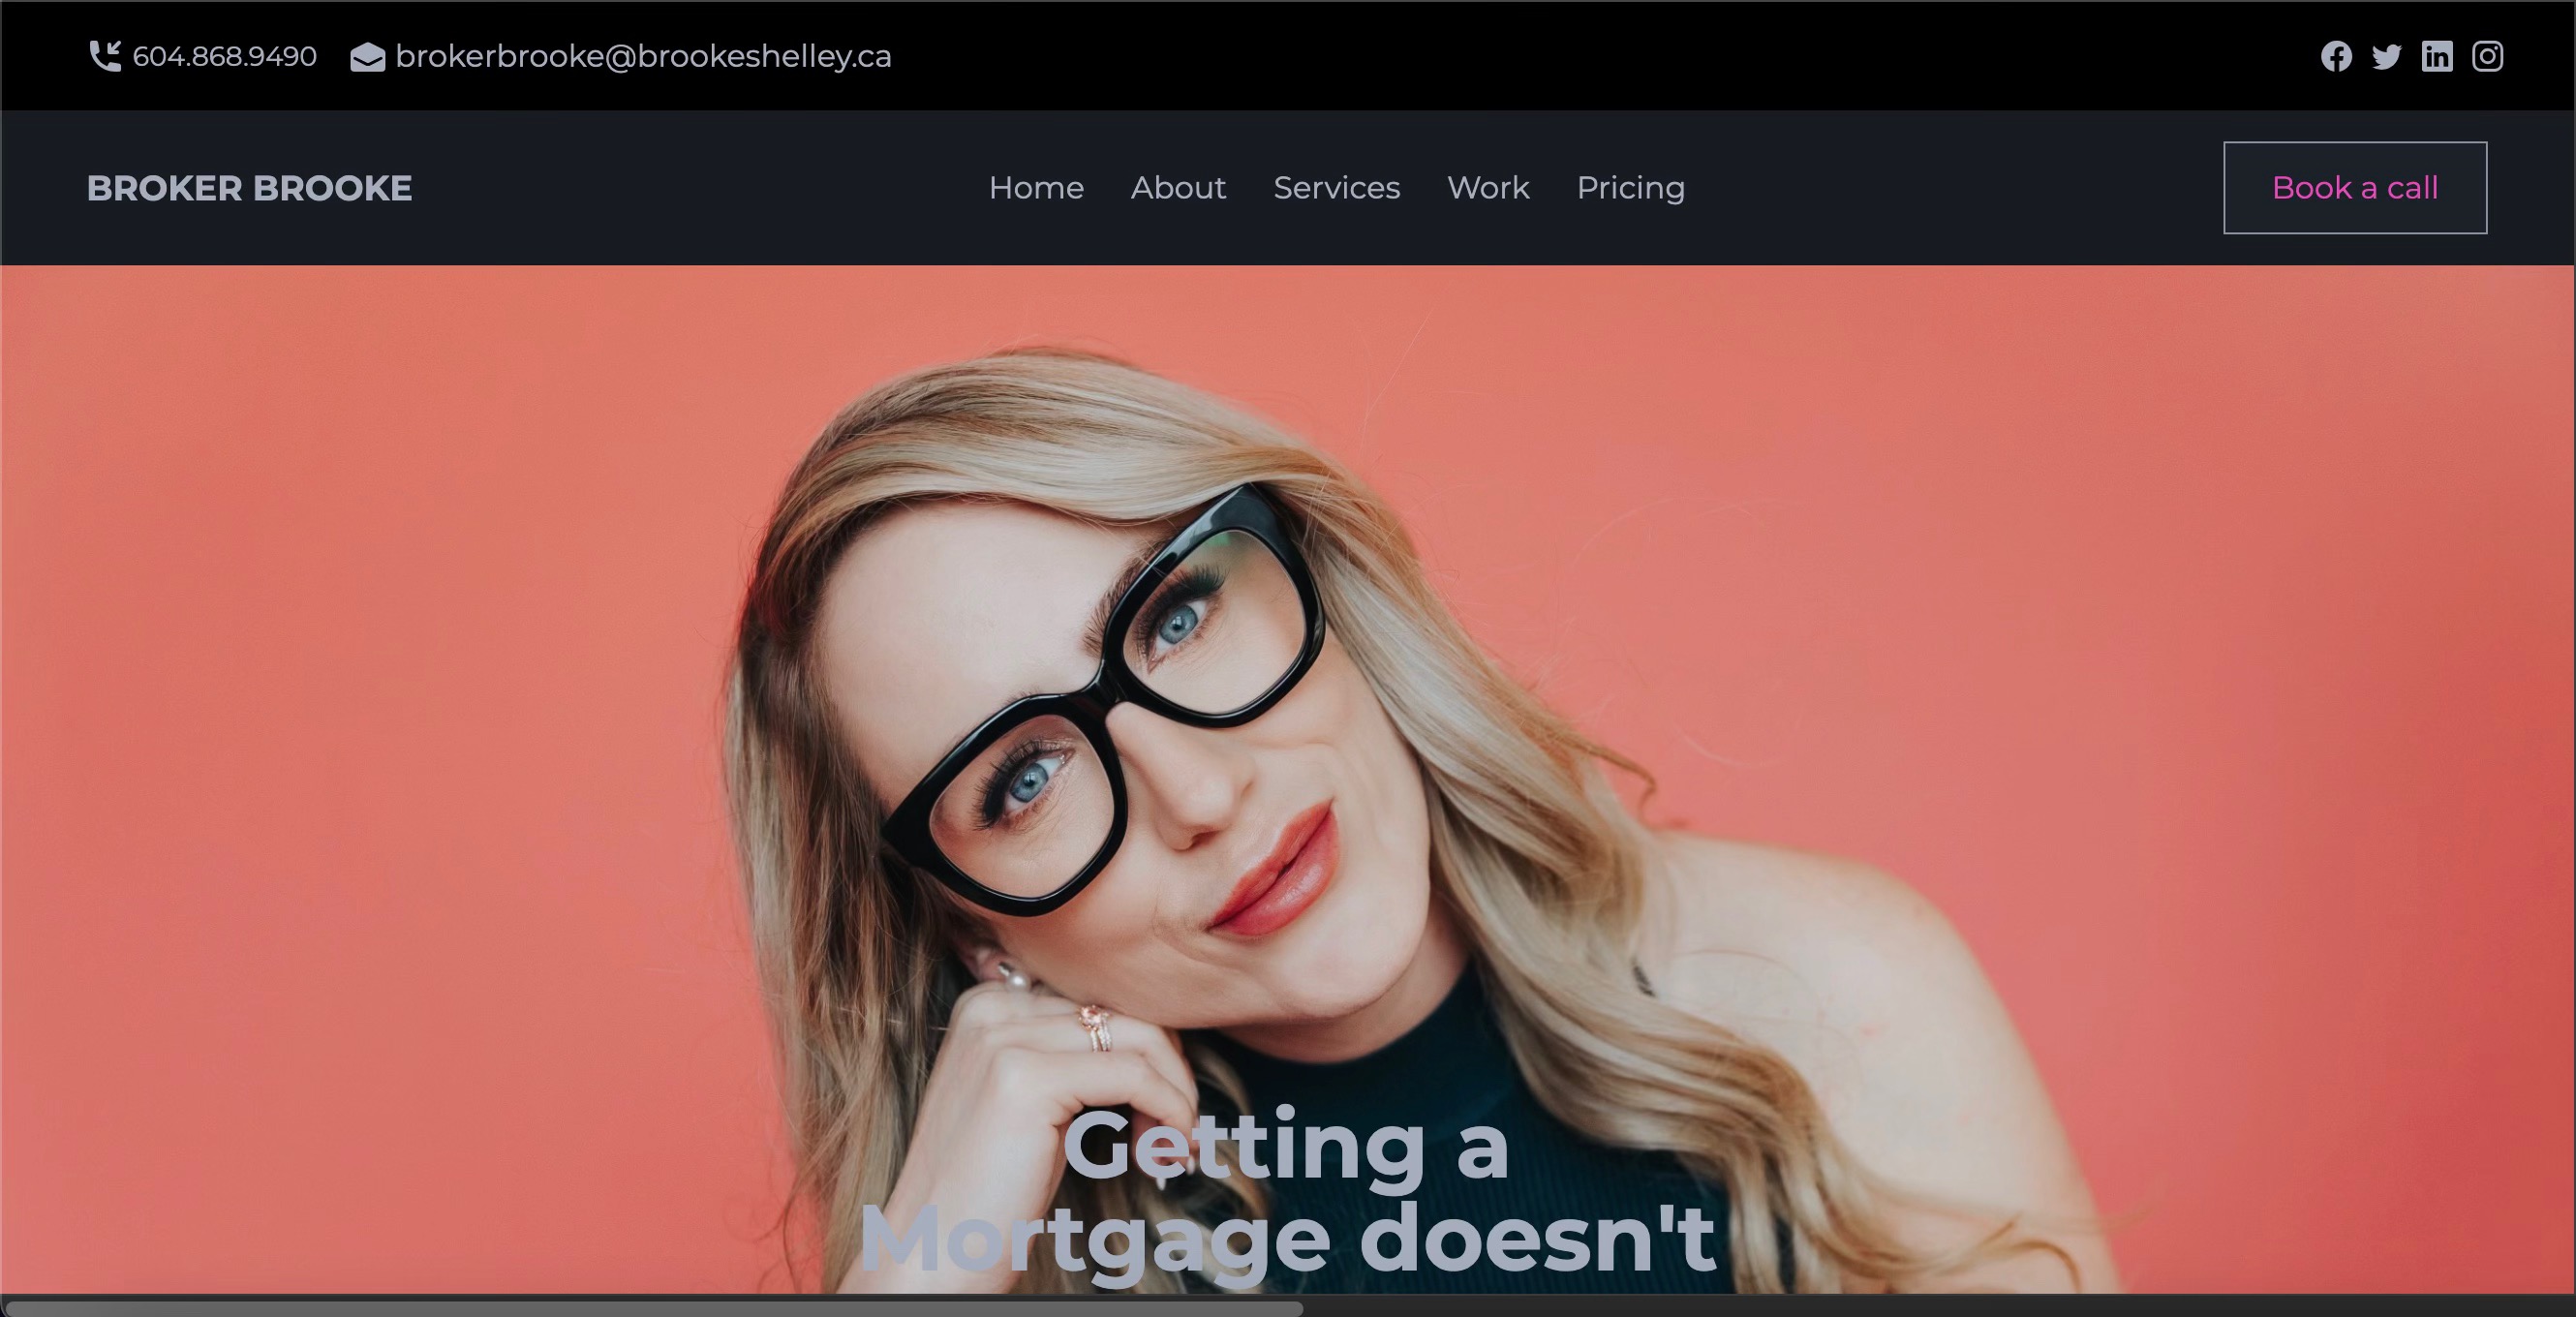 604.868.9490 brokerbrooke@brookeshelley.ca
BROKER BROOKE Home About Services Work Pricing Book a call
Getting a
Mortgage doesn't